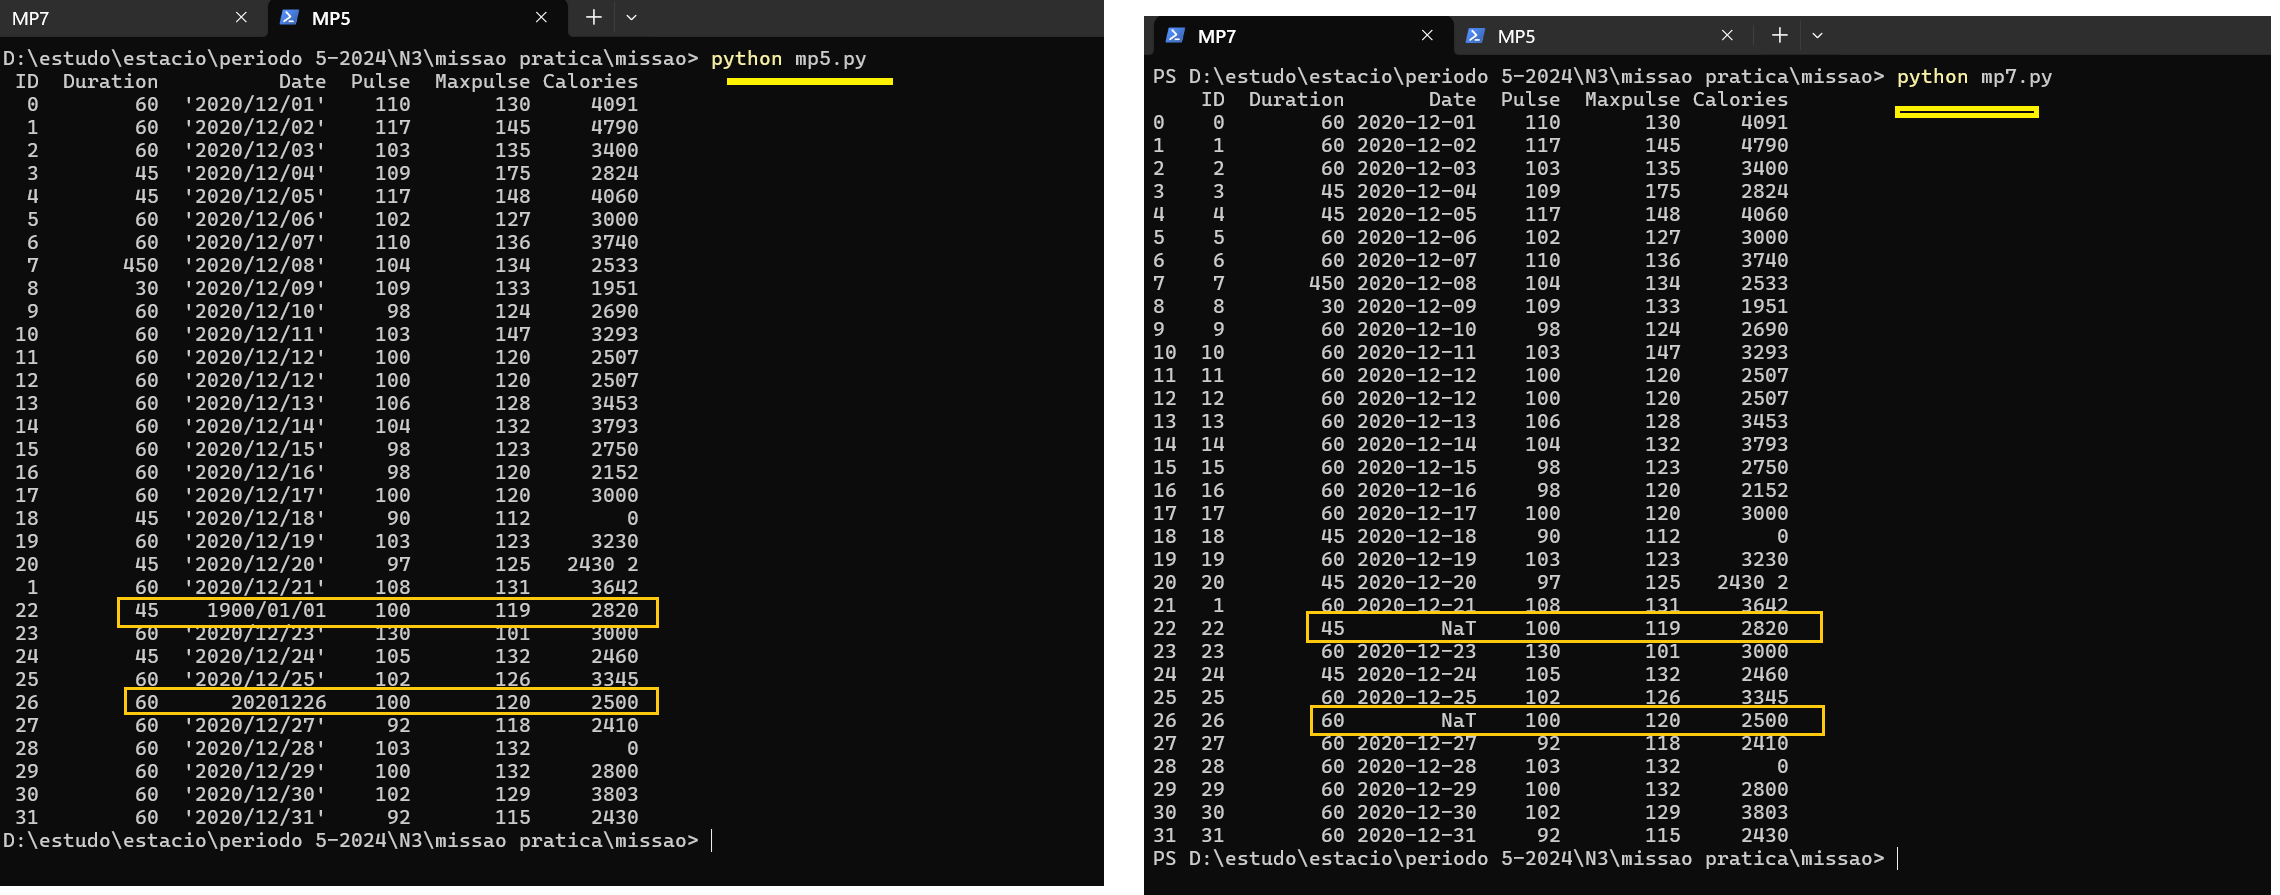 MP7 MP5
D:\estudo\estacio\periodo 5-2024\N3\missao pratica\missao> python mp5.py
ID Duration Date Pulse Maxpulse Calories
0 60 '2020/12/01' 110 130 4091
1 60 '2020/12/02' 117 145 4790
2 60 '2020/12/03' 103 135 3400
3 45 '2020/12/04' 109 175 2824
4 45 '2020/12/05' 117 148 4060
5 60 '2020/12/06' 102 127 3000
6 60 '2020/12/07' 110 136 3740
7 450 '2020/12/08' 104 134 2533
8 30 '2020/12/09' 109 133 1951
9 60 '2020/12/10' 98 124 2690
10 60 '2020/12/11' 103 147 3293
11 60 '2020/12/12' 100 120 2507
12 60 '2020/12/12' 100 120 2507
13 60 '2020/12/13' 106 128 3453
14 60 '2020/12/14' 104 132 3793
15 60 '2020/12/15' 98 123 2750
16 60 '2020/12/16' 98 120 2152
17 60 '2020/12/17' 100 120 3000
18 45 '2020/12/18' 90 112 0
19 60 '2020/12/19' 103 123 3230
20 45 '2020/12/20' 97 125 2430 2
1 60 '2020/12/21' 108 131 3642
22 45 1900/01/01 100 119 2820
23 60 '2020/12/23' 130 101 3000
24 45 '2020/12/24' 105 132 2460
25 60 '2020/12/25' 102 126 3345
26 60 20201226 100 120 2500
27 60 '2020/12/27' 92 118 2410
28 60 '2020/12/28' 103 132 0
29 60 '2020/12/29' 100 132 2800
30 60 '2020/12/30' 102 129 3803
31 60 '2020/12/31' 92 115 2430
D:\estudo\estacio\periodo 5-2024\N3\missao pratica\missao>
MP7 MP5
PS D:\estudo\estacio\periodo 5-2024\N3\missao pratica\missao> python mp7.py
ID Duration Date Pulse Maxpulse Calories
0 0 60 2020-12-01 110 130 4091
1 1 60 2020-12-02 117 145 4790
2 2 60 2020-12-03 103 135 3400
3 3 45 2020-12-04 109 175 2824
4 4 45 2020-12-05 117 148 4060
5 5 60 2020-12-06 102 127 3000
6 6 60 2020-12-07 110 136 3740
7 7 450 2020-12-08 104 134 2533
8 8 30 2020-12-09 109 133 1951
9 9 60 2020-12-10 98 124 2690
10 10 60 2020-12-11 103 147 3293
11 11 60 2020-12-12 100 120 2507
12 12 60 2020-12-12 100 120 2507
13 13 60 2020-12-13 106 128 3453
14 14 60 2020-12-14 104 132 3793
15 15 60 2020-12-15 98 123 2750
16 16 60 2020-12-16 98 120 2152
17 17 60 2020-12-17 100 120 3000
18 18 45 2020-12-18 90 112 0
19 19 60 2020-12-19 103 123 3230
20 20 45 2020-12-20 97 125 2430 2
21 1 60 2020-12-21 108 131 3642
22 22 45 NaT 100 119 2820
23 23 60 2020-12-23 130 101 3000
24 24 45 2020-12-24 105 132 2460
25 25 60 2020-12-25 102 126 3345
26 26 60 NaT 100 120 2500
27 27 60 2020-12-27 92 118 2410
28 28 60 2020-12-28 103 132 0
29 29 60 2020-12-29 100 132 2800
30 30 60 2020-12-30 102 129 3803
31 31 60 2020-12-31 92 115 2430
PS D:\estudo\estacio\periodo 5-2024\N3\missao pratica\missao>